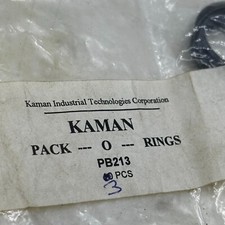 Kaman Industrial Technologies Corporation
KAMAN
PACK --- O --- RINGS
PB213
PCS
3